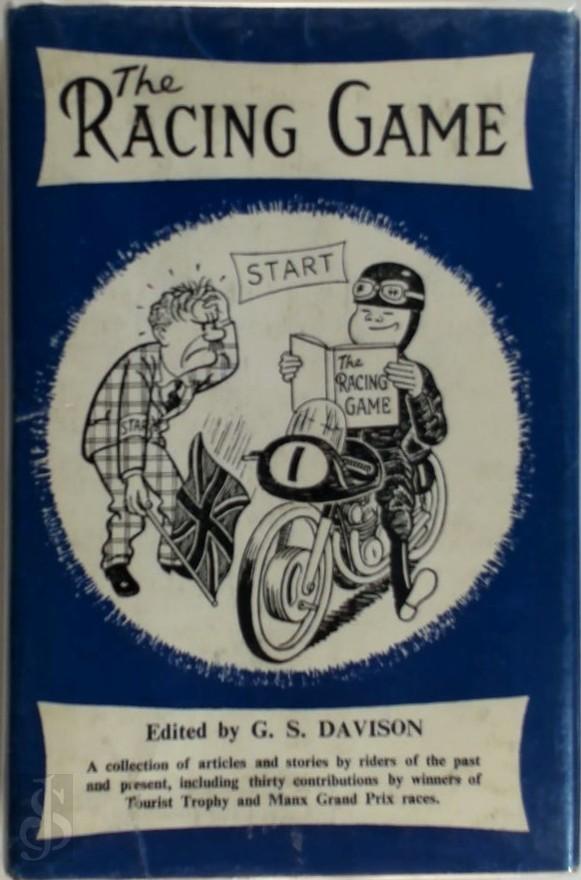 The
RACING GAME
START
The
RACING
GAME
START
1
Edited by G. S. DAVISON
A collection of articles and stories by riders of the past
and present, including thirty contributions by winners of
Tourist Trophy and Manx Grand Prix races.